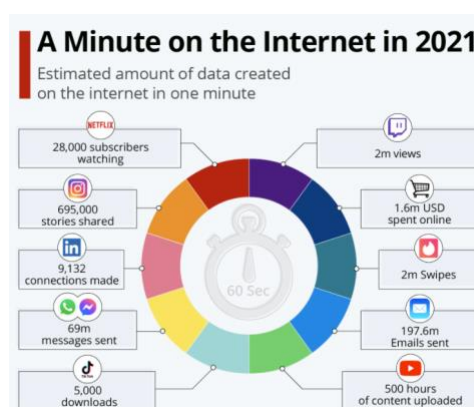 A Minute on the Internet in 2021
Estimated amount of data created
on the internet in one minute
NETFLIX
28,000 subscribers
watching
2m views
695,000
stories shared
1.6m USD
spent online
in
9,132
connections made
2m Swipes
60 Sec
69m
messages sent
197.6m
Emails sent
5,000
downloads
500 hours
of content uploaded